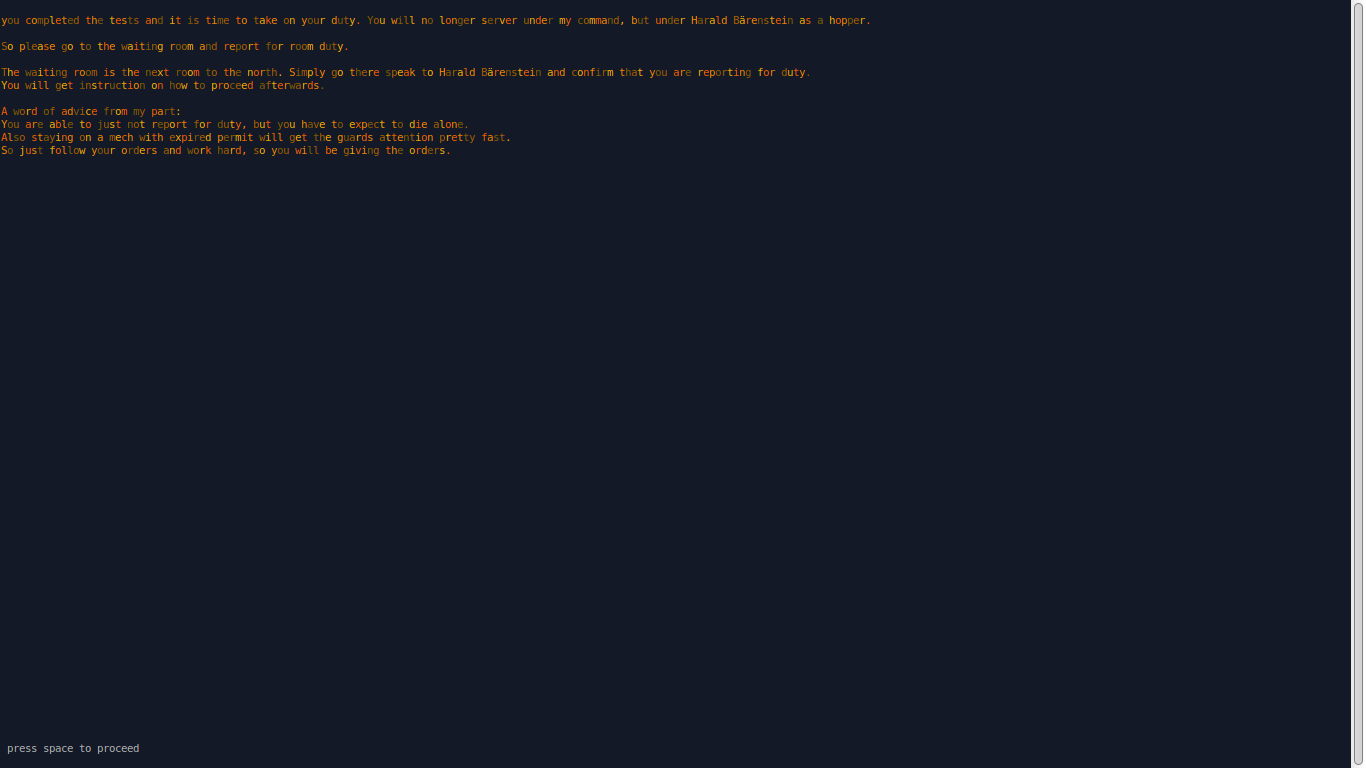 you completed the tests and it is time to take on your duty. You will no longer server under my command, but under Harald Bärenstein as a hopper.
So please go to the waiting room and report for room duty.
The waiting room is the next room to the north. Simply go there speak to Harald Bärenstein and confirm that you are reporting for duty.
You will get instruction on how to proceed afterwards.
A word of advice from my part:
You are able to just not report for duty, but you have to expect to die alone.
Also staying on a mech with expired permit will get the guards attention pretty fast.
So just follow your orders and work hard, so you will be giving the orders.
press space to proceed